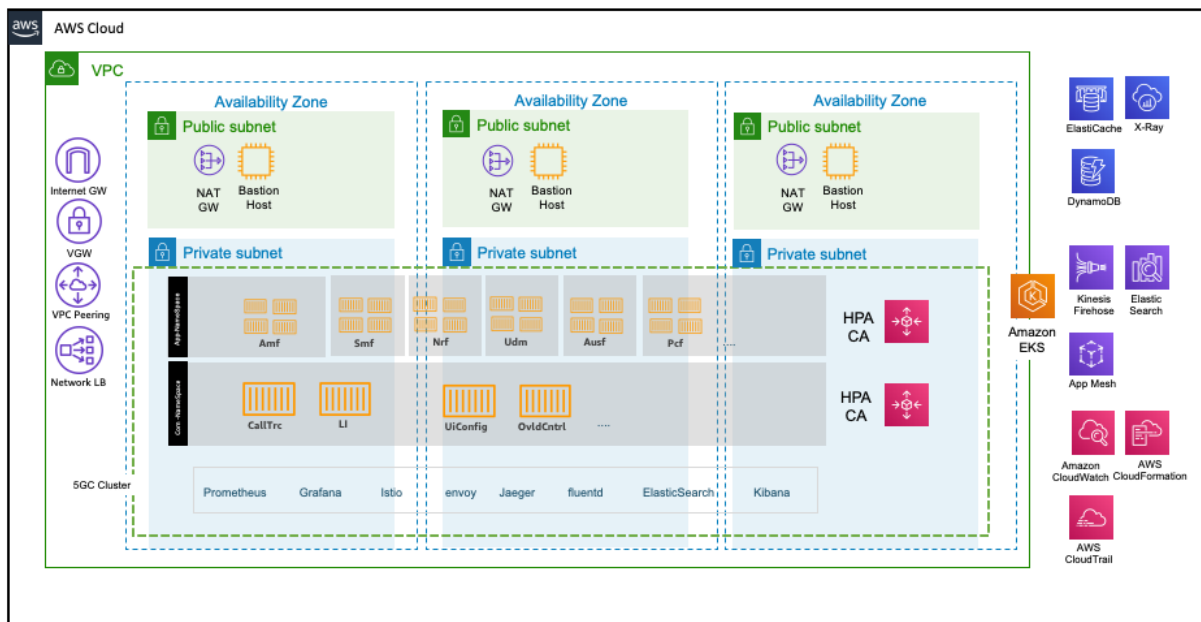 aws
AWS Cloud
VPC
Availability Zone
Availability Zone
Availability Zone
Public subnet
Public subnet
Public subnet
NAT
GW
Bastion
Host
NAT
GW
Bastion
Host
NAT
GW
Bastion
Host
Internet GW
VGW
VPC Peering
Network LB
Private subnet
Private subnet
Private subnet
App-NameSpace
Amf
Smf
Nrf
Udm
Ausf
Pcf
....
HPA
CA
Core-NameSpace
CallTrc
LI
UiConfig
OvldCntrl
....
HPA
CA
5GC Cluster
Prometheus
Grafana
Istio
envoy
Jaeger
fluentd
ElasticSearch
Kibana
K
Amazon
EKS
ElastiCache
X-Ray
DynamoDB
Kinesis
Firehose
Elastic
Search
App Mesh
Amazon
CloudWatch
AWS
CloudFormation
AWS
CloudTrail